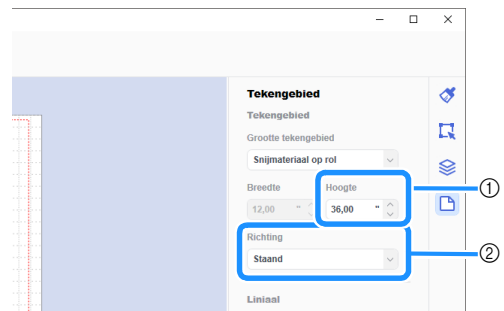 Tekengebied
Tekengebied
Grootte tekengebied
Snijmateriaal op rol
Breedte Hoogte
12,00 " 36,00 "
①
Richting
Staand
②
Liniaal